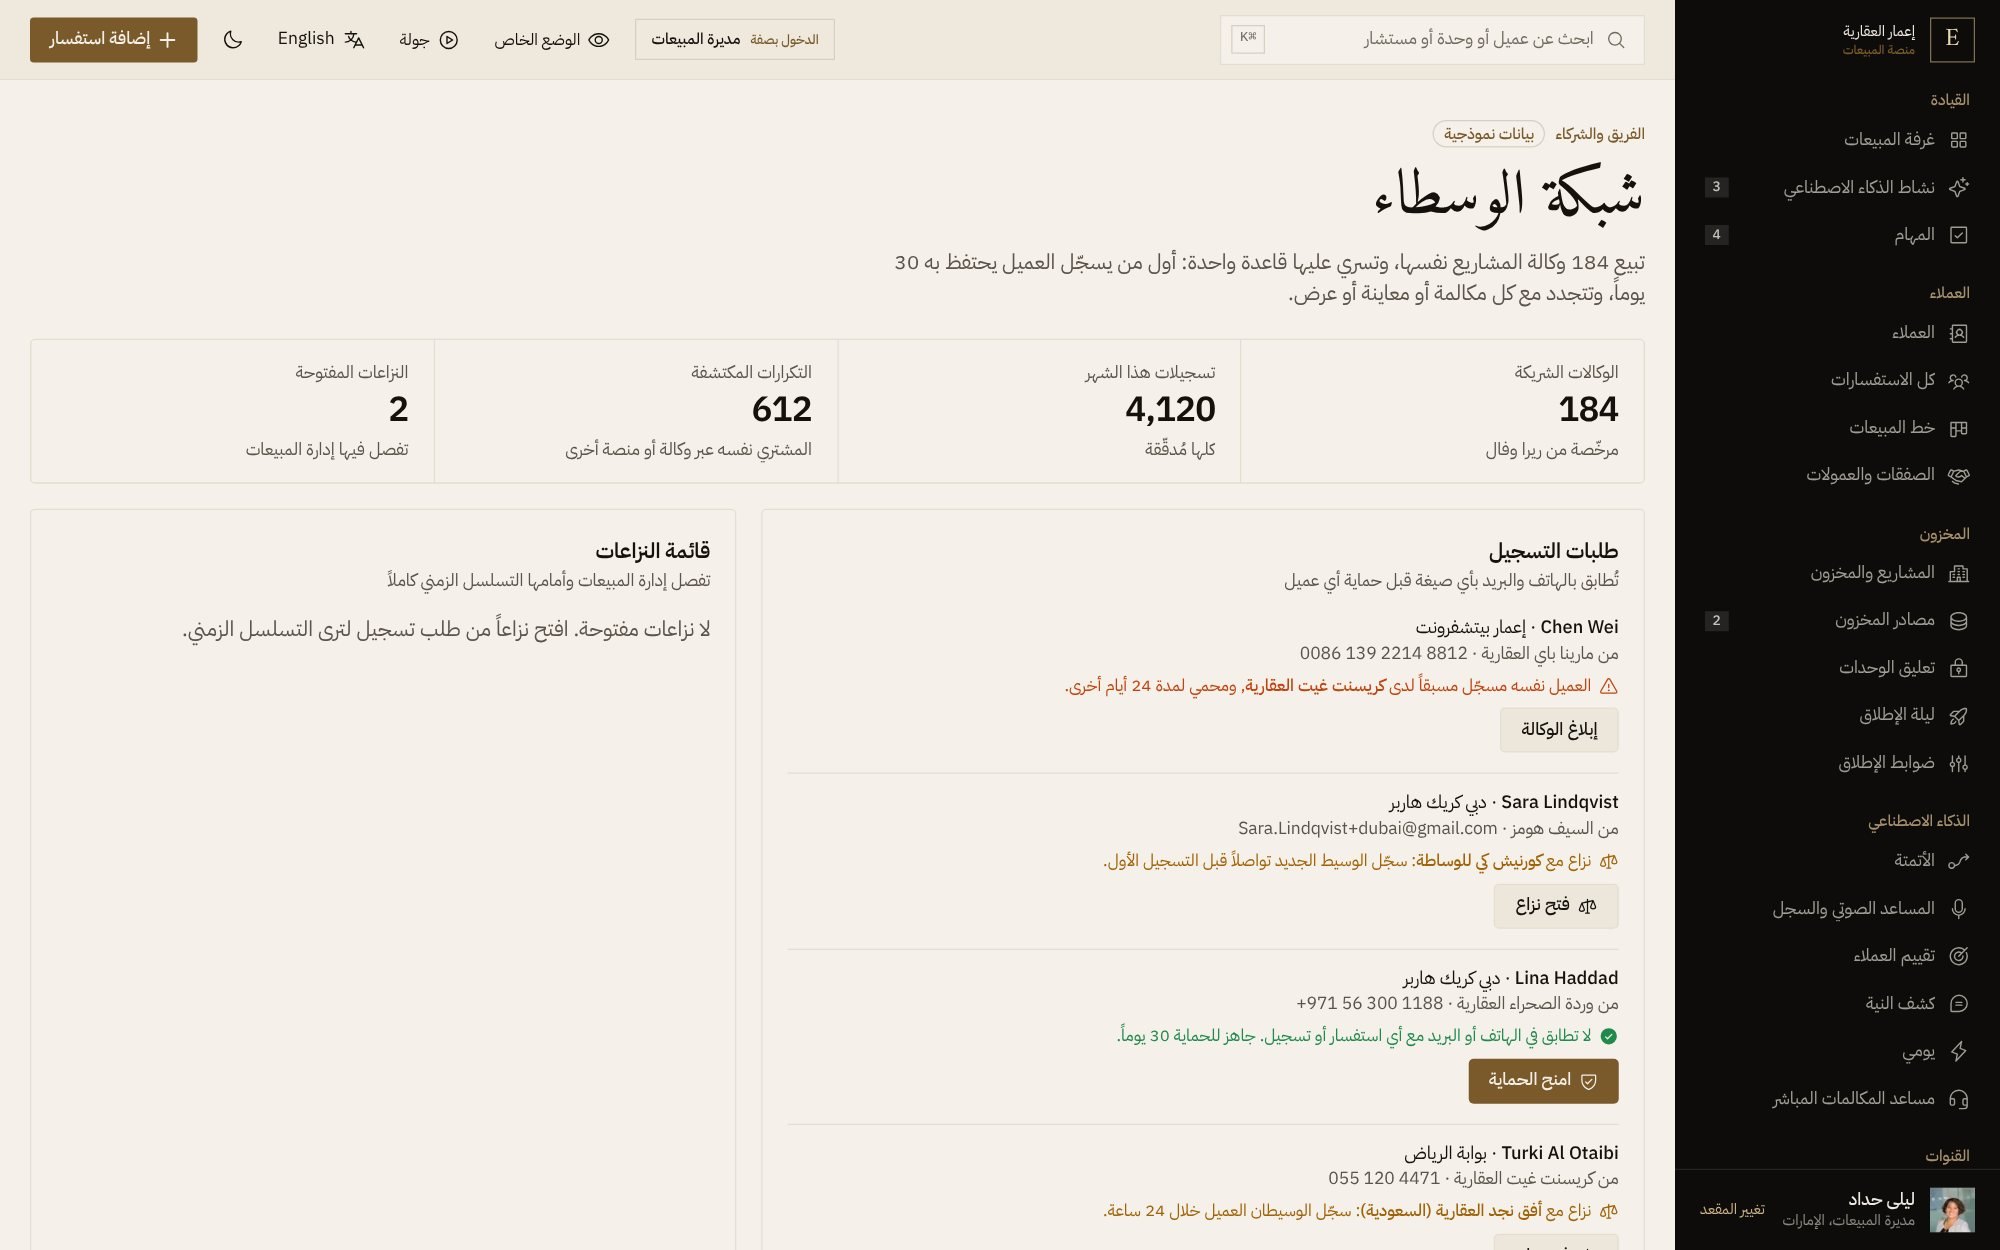 E
إعمار العقارية
منصة المبيعات
القيادة
غرفة المبيعات
نشاط الذكاء الاصطناعي 3
المهام 4
العملاء
العملاء
كل الاستفسارات
خط المبيعات
الصفقات والعمولات
المخزون
المشاريع والمخزون
مصادر المخزون 2
تعليق الوحدات
ليلة الإطلاق
ضوابط الإطلاق
الذكاء الاصطناعي
الأتمتة
المساعد الصوتي والسجل
تقييم العملاء
كشف النية
يومي
مساعد المكالمات المباشر
القنوات
ليلى حداد
مديرة المبيعات، الإمارات
تغيير المقعد
ابحث عن عميل أو وحدة أو مستشار
⌘K
الدخول بصفة مديرة المبيعات
الوضع الخاص
جولة
English
إضافة استفسار
الفريق والشركاء بيانات نموذجية
شبكة الوسطاء
تبيع 184 وكالة المشاريع نفسها، وتسري عليها قاعدة واحدة: أول من يسجّل العميل يحتفظ به 30
يوماً، وتتجدد مع كل مكالمة أو معاينة أو عرض.
الوكالات الشريكة
184
مرخّصة من ريرا وفال
تسجيلات هذا الشهر
4,120
كلها مُدقّقة
التكرارات المكتشفة
612
المشتري نفسه عبر وكالة أو منصة أخرى
النزاعات المفتوحة
2
تفصل فيها إدارة المبيعات
طلبات التسجيل
تُطابق بالهاتف والبريد بأي صيغة قبل حماية أي عميل
Chen Wei · إعمار بيتشفرونت
من مارينا باي العقارية · 0086 139 2214 8812
العميل نفسه مسجّل مسبقاً لدى كريسنت غيت العقارية, ومحمي لمدة 24 أيام أخرى.
إبلاغ الوكالة
Sara Lindqvist · دبي كريك هاربر
من السيف هومز · Sara.Lindqvist+dubai@gmail.com
نزاع مع كورنيش كي للوساطة: سجّل الوسيط الجديد تواصلاً قبل التسجيل الأول.
فتح نزاع
Lina Haddad · دبي كريك هاربر
من وردة الصحراء العقارية · 1188 300 56 971+
لا تطابق في الهاتف أو البريد مع أي استفسار أو تسجيل. جاهز للحماية 30 يوماً.
امنح الحماية
Turki Al Otaibi · بوابة الرياض
من كريسنت غيت العقارية · 055 120 4471
نزاع مع أفق نجد العقارية (السعودية): سجّل الوسيطان العميل خلال 24 ساعة.
قائمة النزاعات
تفصل إدارة المبيعات وأمامها التسلسل الزمني كاملاً
لا نزاعات مفتوحة. افتح نزاعاً من طلب تسجيل لترى التسلسل الزمني.